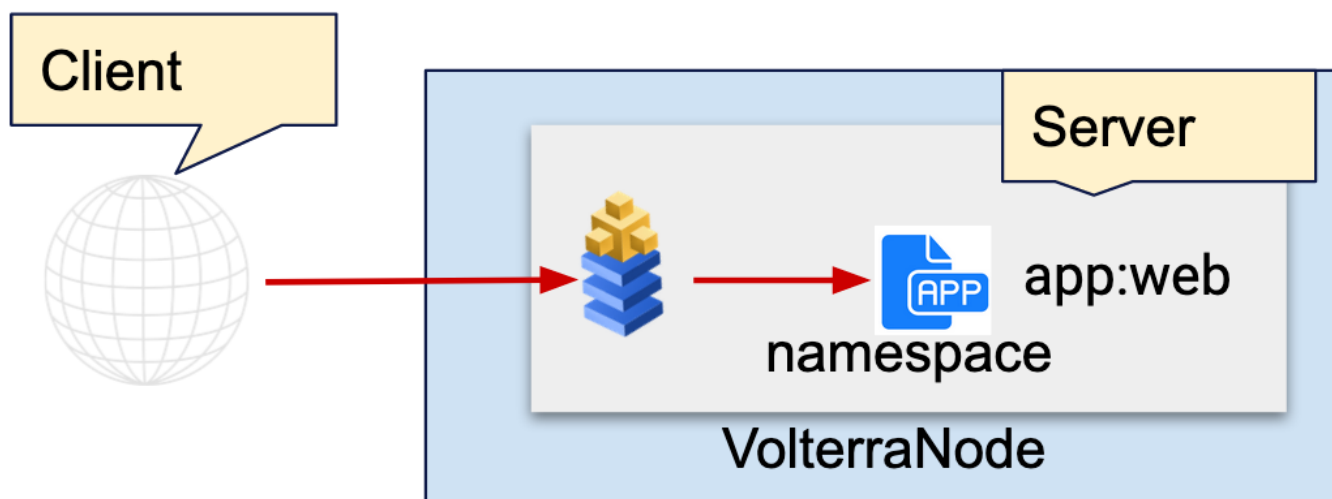 Client
Server
APP
app:web
namespace
VolterraNode